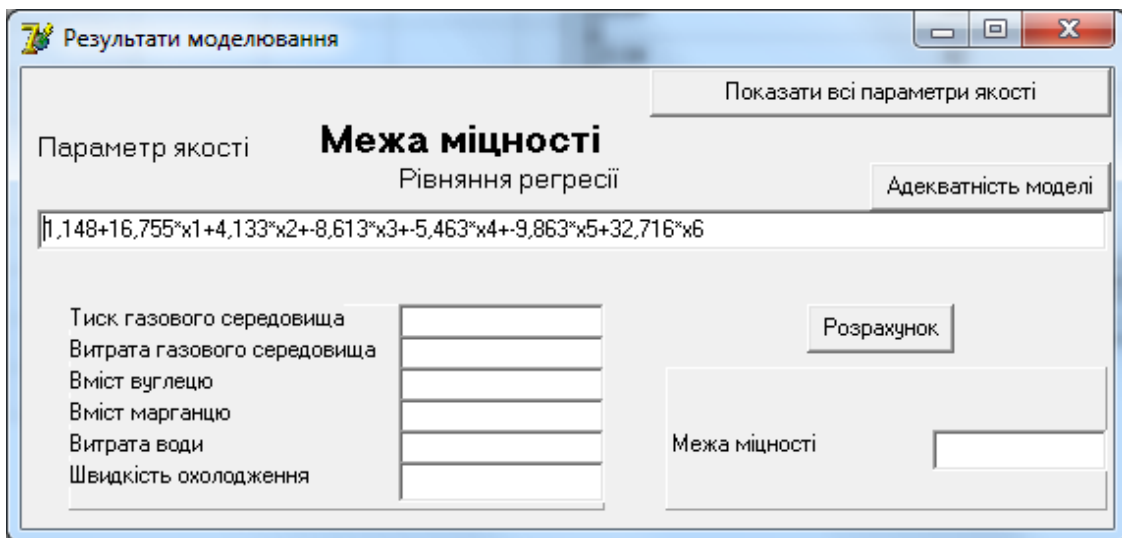 Результати моделювання
Показати всі параметри якості
Параметр якості Межа міцності
Рівняння регресії
Адекватність моделі
1,148+16,755*x1+4,133*x2+-8,613*x3+-5,463*x4+-9,863*x5+32,716*x6
Тиск газового середовища
Розрахунок
Витрата газового середовища
Вміст вуглецю
Вміст марганцю
Витрата води
Межа міцності
Швидкість охолодження